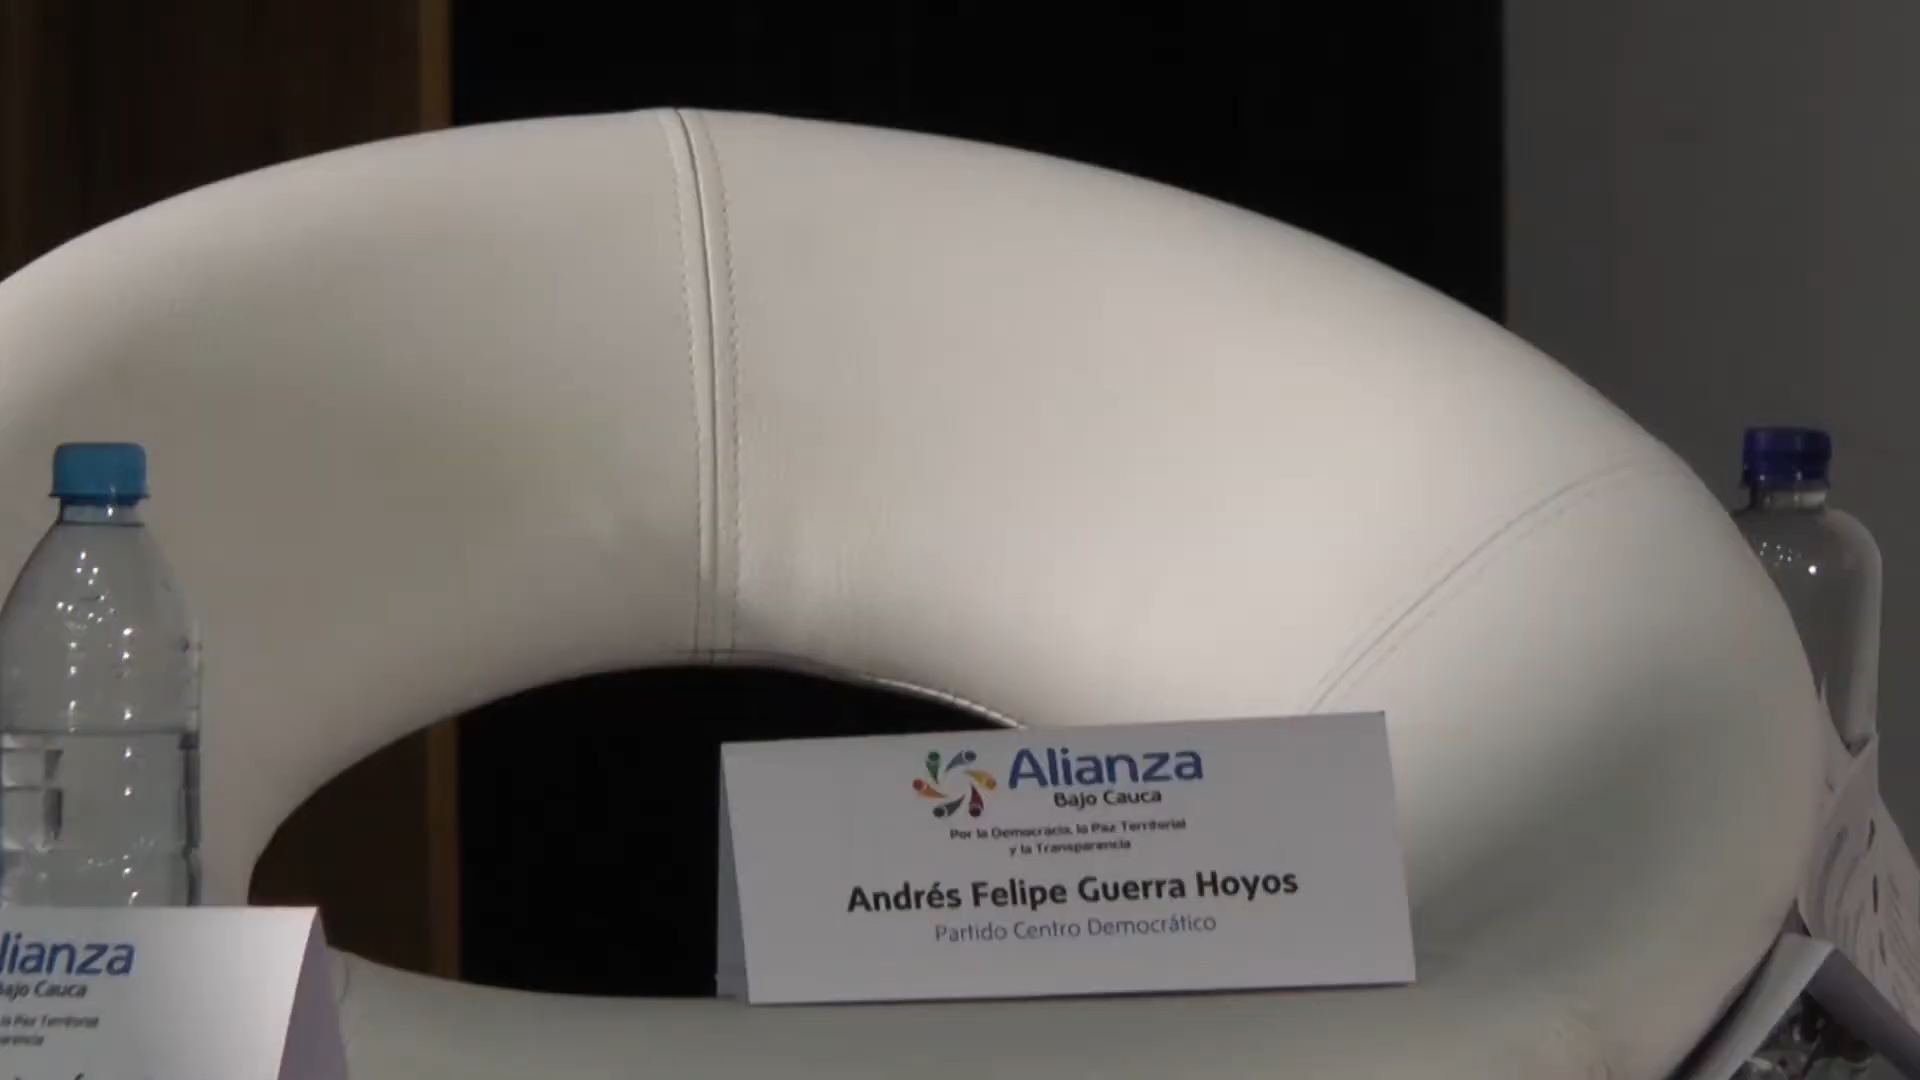 Alianza
Bajo Cauca
Por la Democracia, la Paz Territorial
y la Transparencia
Andrés Felipe Guerra Hoyos
Partido Centro Democrático
lianza
Bajo Cauca
la Paz Territorial
parencia